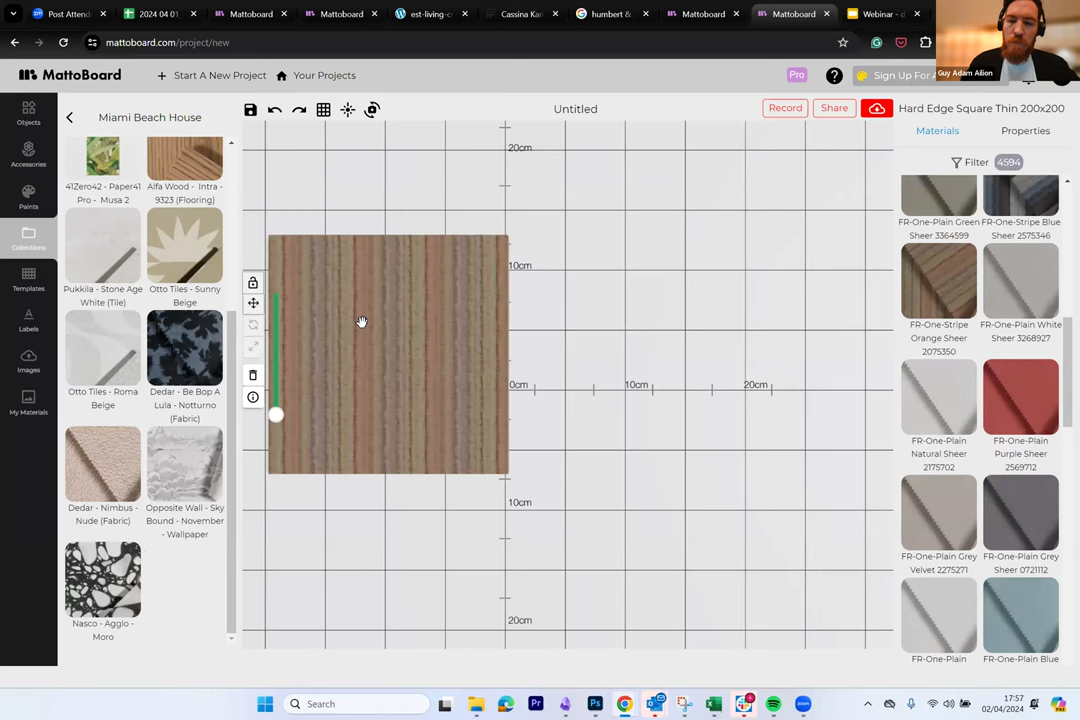 Post Attend
2024 04 01
Mattoboard
Mattoboard
est-living-c
Cassina Kan
humbert &
Mattoboard
Mattoboard
Webinar - d
mattoboard.com/project/new
Guy Adam Ailion
MattoBoard
Start A New Project
Your Projects
Pro
Sign Up For A
Objects
Accessories
Paints
Collections
Templates
Labels
Images
My Materials
Miami Beach House
41Zero42 - Paper41
Pro - Musa 2
Alfa Wood - Intra -
9323 (Flooring)
Pukkila - Stone Age
White (Tile)
Otto Tiles - Sunny
Beige
Otto Tiles - Roma
Beige
Dedar - Be Bop A
Lula - Notturno
(Fabric)
Dedar - Nimbus -
Nude (Fabric)
Opposite Wall - Sky
Bound - November
- Wallpaper
Nasco - Agglo -
Moro
Untitled
Record
Share
20cm
10cm
0cm
10cm
20cm
10cm
20cm
Hard Edge Square Thin 200x200
Materials
Properties
Filter
4594
FR-One-Plain Green
Sheer 3364599
FR-One-Stripe Blue
Sheer 2575346
FR-One-Stripe
Orange Sheer
2075350
FR-One-Plain White
Sheer 3268927
FR-One-Plain
Natural Sheer
2175702
FR-One-Plain
Purple Sheer
2569712
FR-One-Plain Grey
Velvet 2275271
FR-One-Plain Grey
Sheer 0721112
FR-One-Plain
FR-One-Plain Blue
Search
17:57
02/04/2024